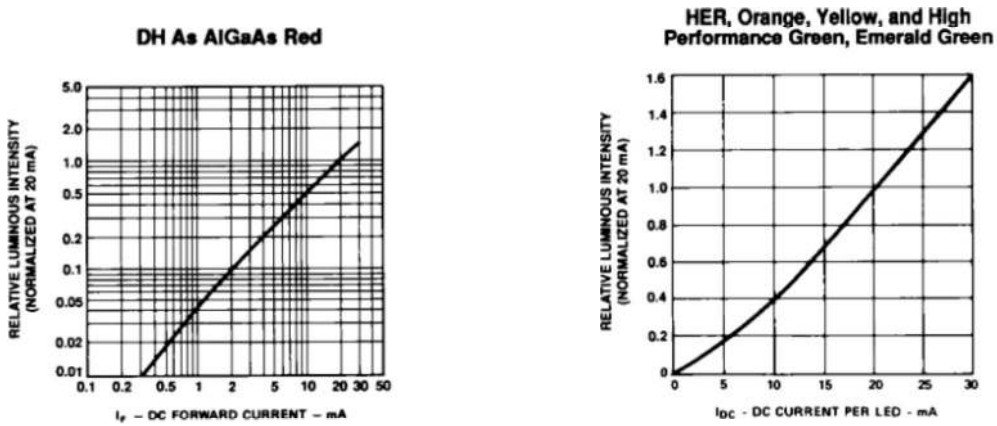 DH As AlGaAs Red
RELATIVE LUMINOUS INTENSITY
(NORMALIZED AT 20 mA)
5.0
2.0
1.0
0.5
0.2
0.1
0.05
0.02
0.01
0.1 0.2 0.5 1 2 5 10 20 30 50
IF – DC FORWARD CURRENT – mA
HER, Orange, Yellow, and High
Performance Green, Emerald Green
RELATIVE LUMINOUS INTENSITY
(NORMALIZED AT 20 mA)
1.6
1.4
1.2
1.0
0.8
0.6
0.4
0.2
0
0 5 10 15 20 25 30
IDC - DC CURRENT PER LED - mA